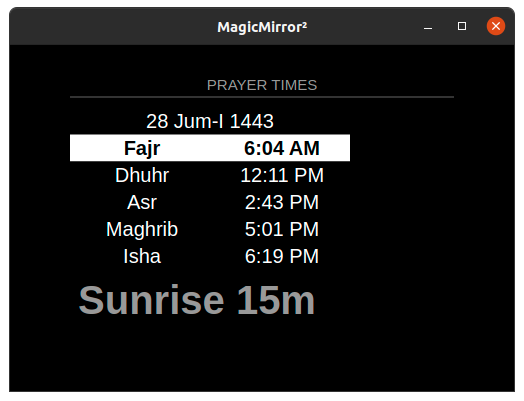 MagicMirror²
PRAYER TIMES
28 Jum-I 1443
Fajr 6:04 AM
Dhuhr 12:11 PM
Asr 2:43 PM
Maghrib 5:01 PM
Isha 6:19 PM
Sunrise 15m